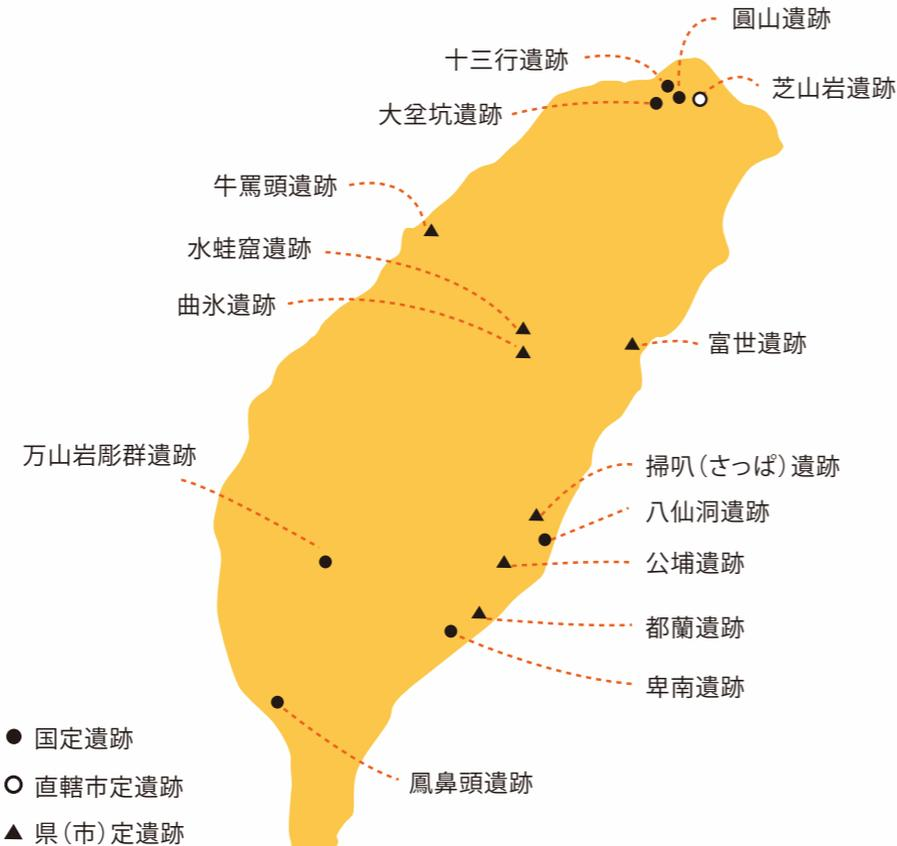 圓山遺跡
十三行遺跡
芝山岩遺跡
大坌坑遺跡
牛罵頭遺跡
水蛙窟遺跡
曲氷遺跡
富世遺跡
万山岩彫群遺跡
掃叭(さっぱ)遺跡
八仙洞遺跡
公埔遺跡
都蘭遺跡
卑南遺跡
鳳鼻頭遺跡
国定遺跡
直轄市定遺跡
県(市)定遺跡